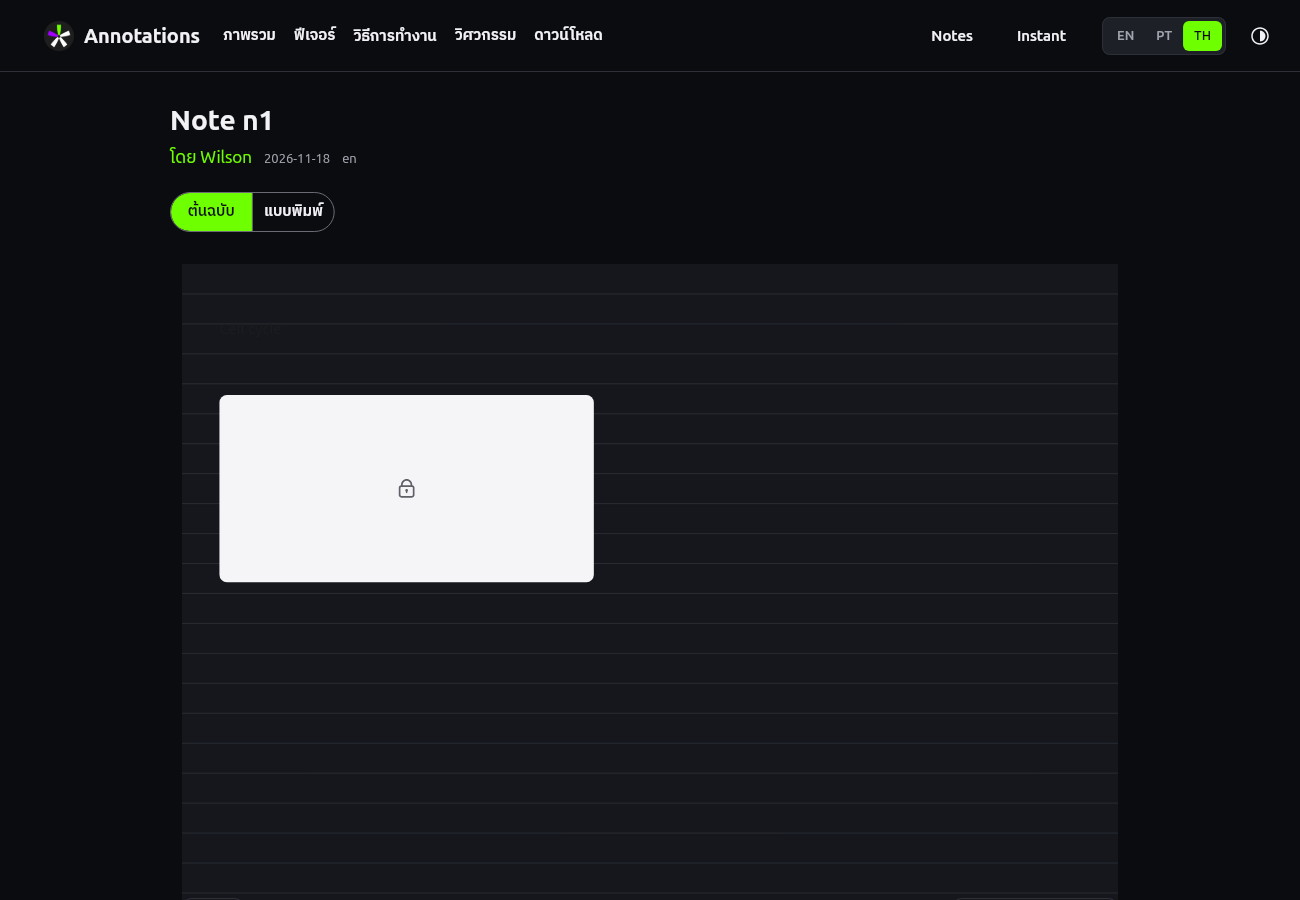 Annotations
ภาพรวม
ฟีเจอร์
วิธีการทำงาน
วิศวกรรม
ดาวน์โหลด
Notes
Instant
EN
PT
TH
Note n1
โดย Wilson 2026-11-18 en
ต้นฉบับ
แบบพิมพ์